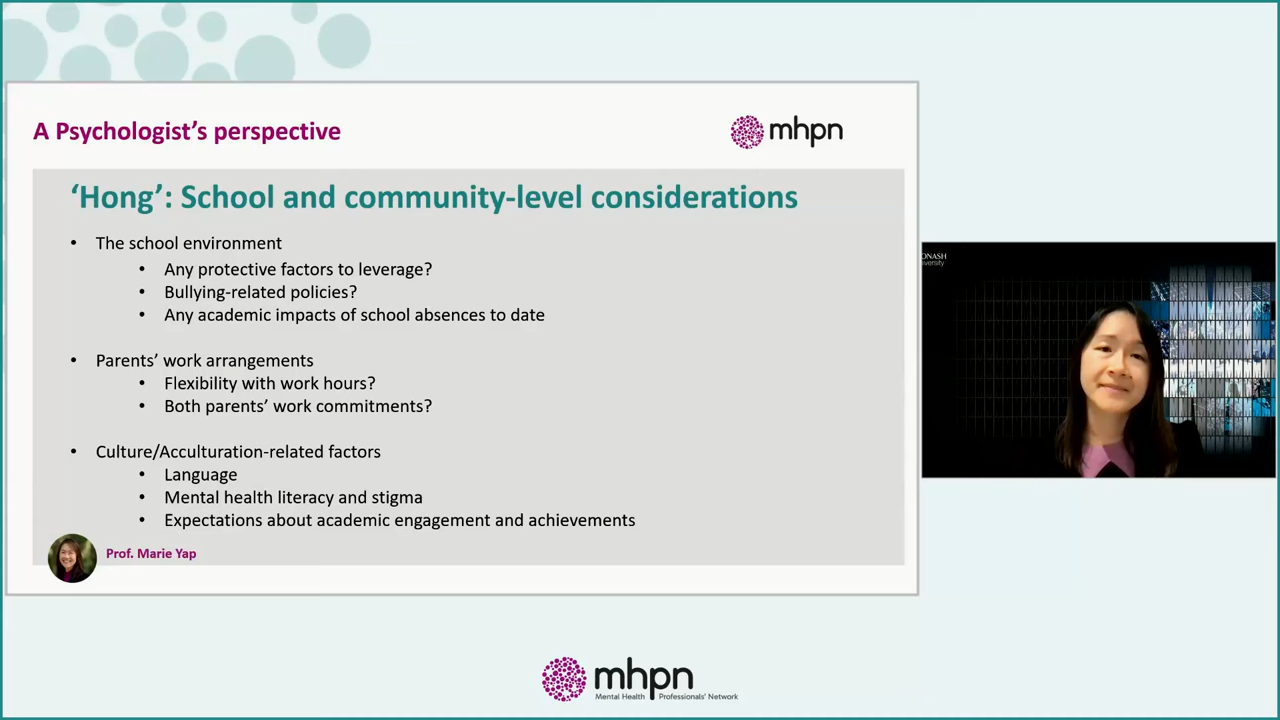 A Psychologist's perspective
mhpn
‘Hong’: School and community-level considerations
• The school environment
• Any protective factors to leverage?
• Bullying-related policies?
• Any academic impacts of school absences to date
• Parents’ work arrangements
• Flexibility with work hours?
• Both parents’ work commitments?
• Culture/Acculturation-related factors
• Language
• Mental health literacy and stigma
• Expectations about academic engagement and achievements
Prof. Marie Yap
ONASH
iversity
mhpn
Mental Health Professionals' Network